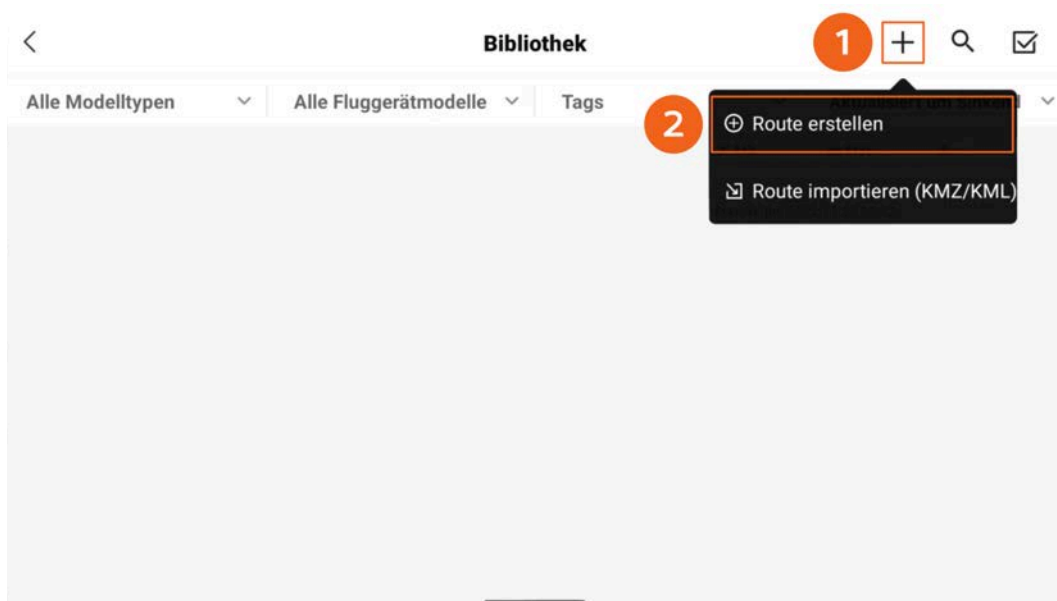 Bibliothek
1
Alle Modelltypen
Alle Fluggerätmodelle
Tags
2
Route erstellen
Route importieren (KMZ/KML)